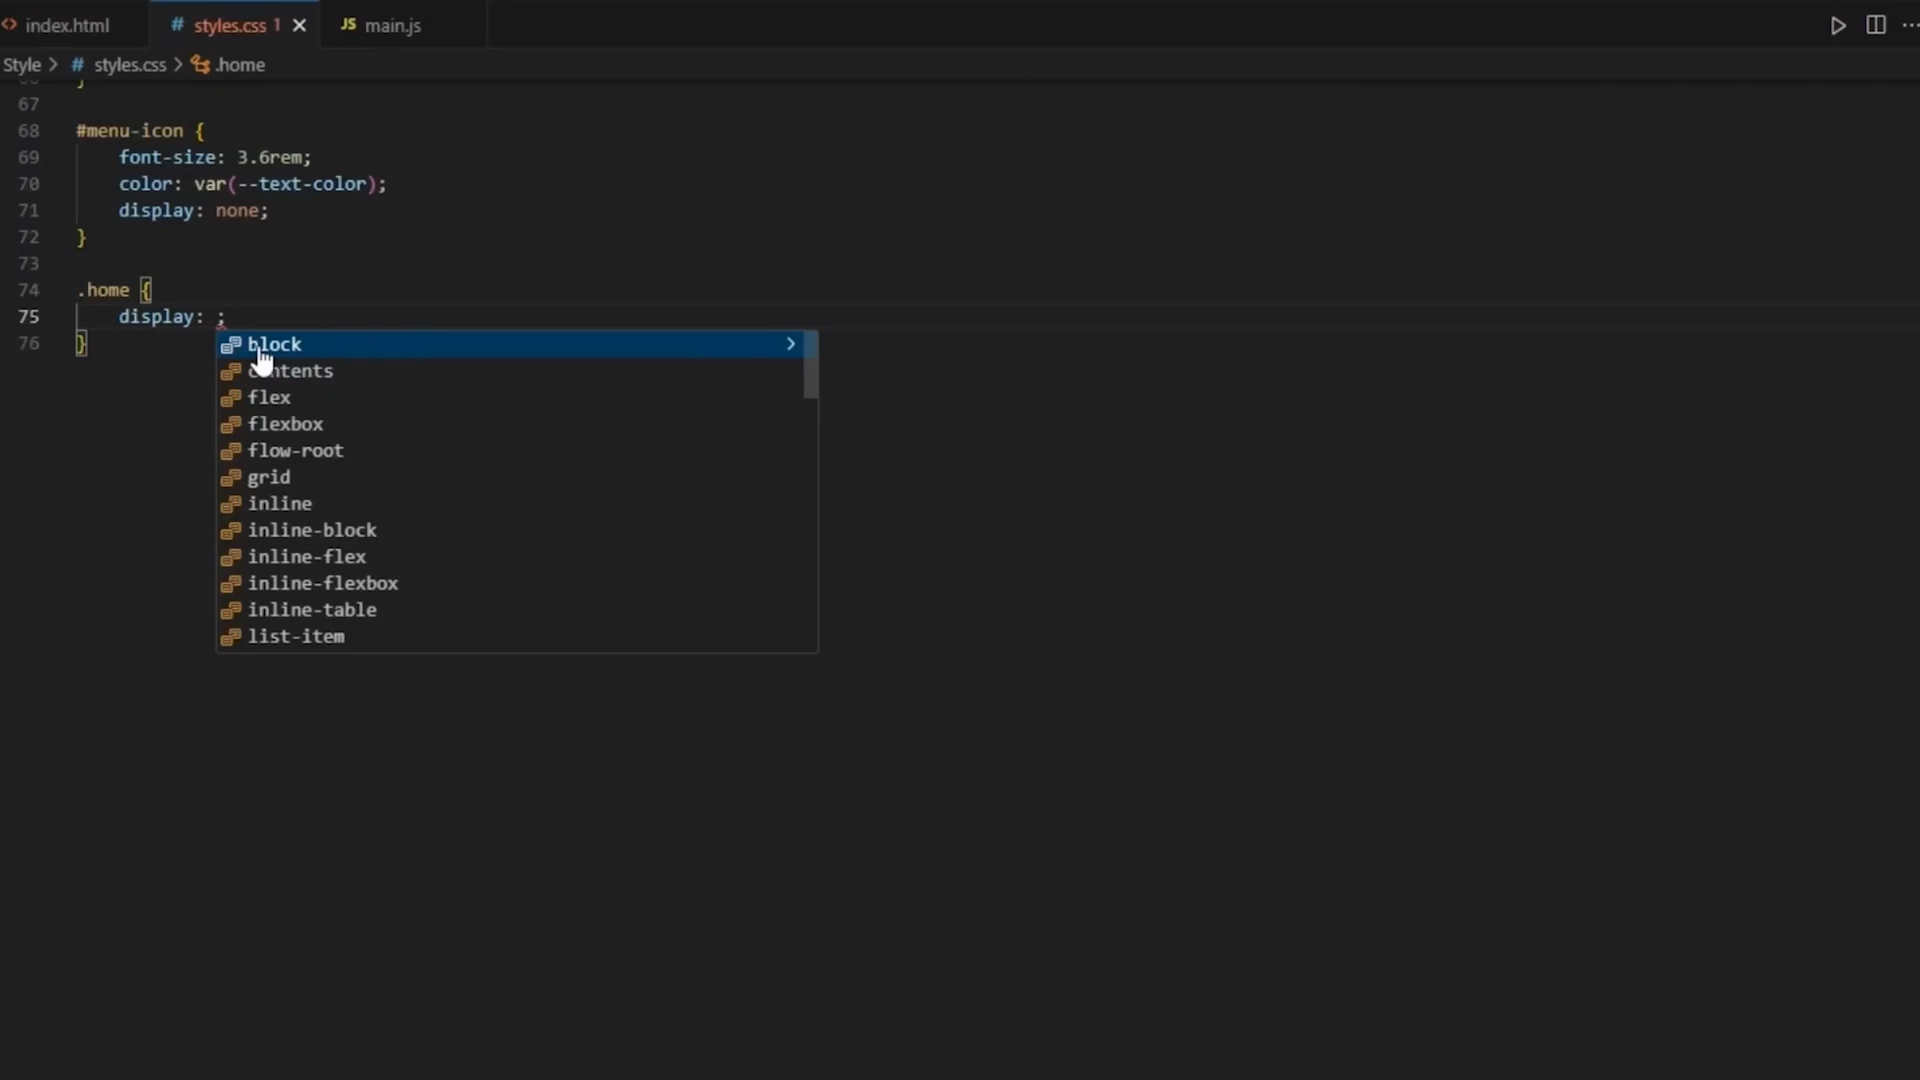 index.html
styles.css 1
JS main.js
Style > # styles.css > .home
67
68 #menu-icon {
69 font-size: 3.6rem;
70 color: var(--text-color);
71 display: none;
72 }
73
74 .home {
75 display: ;
76 }
block
contents
flex
flexbox
flow-root
grid
inline
inline-block
inline-flex
inline-flexbox
inline-table
list-item